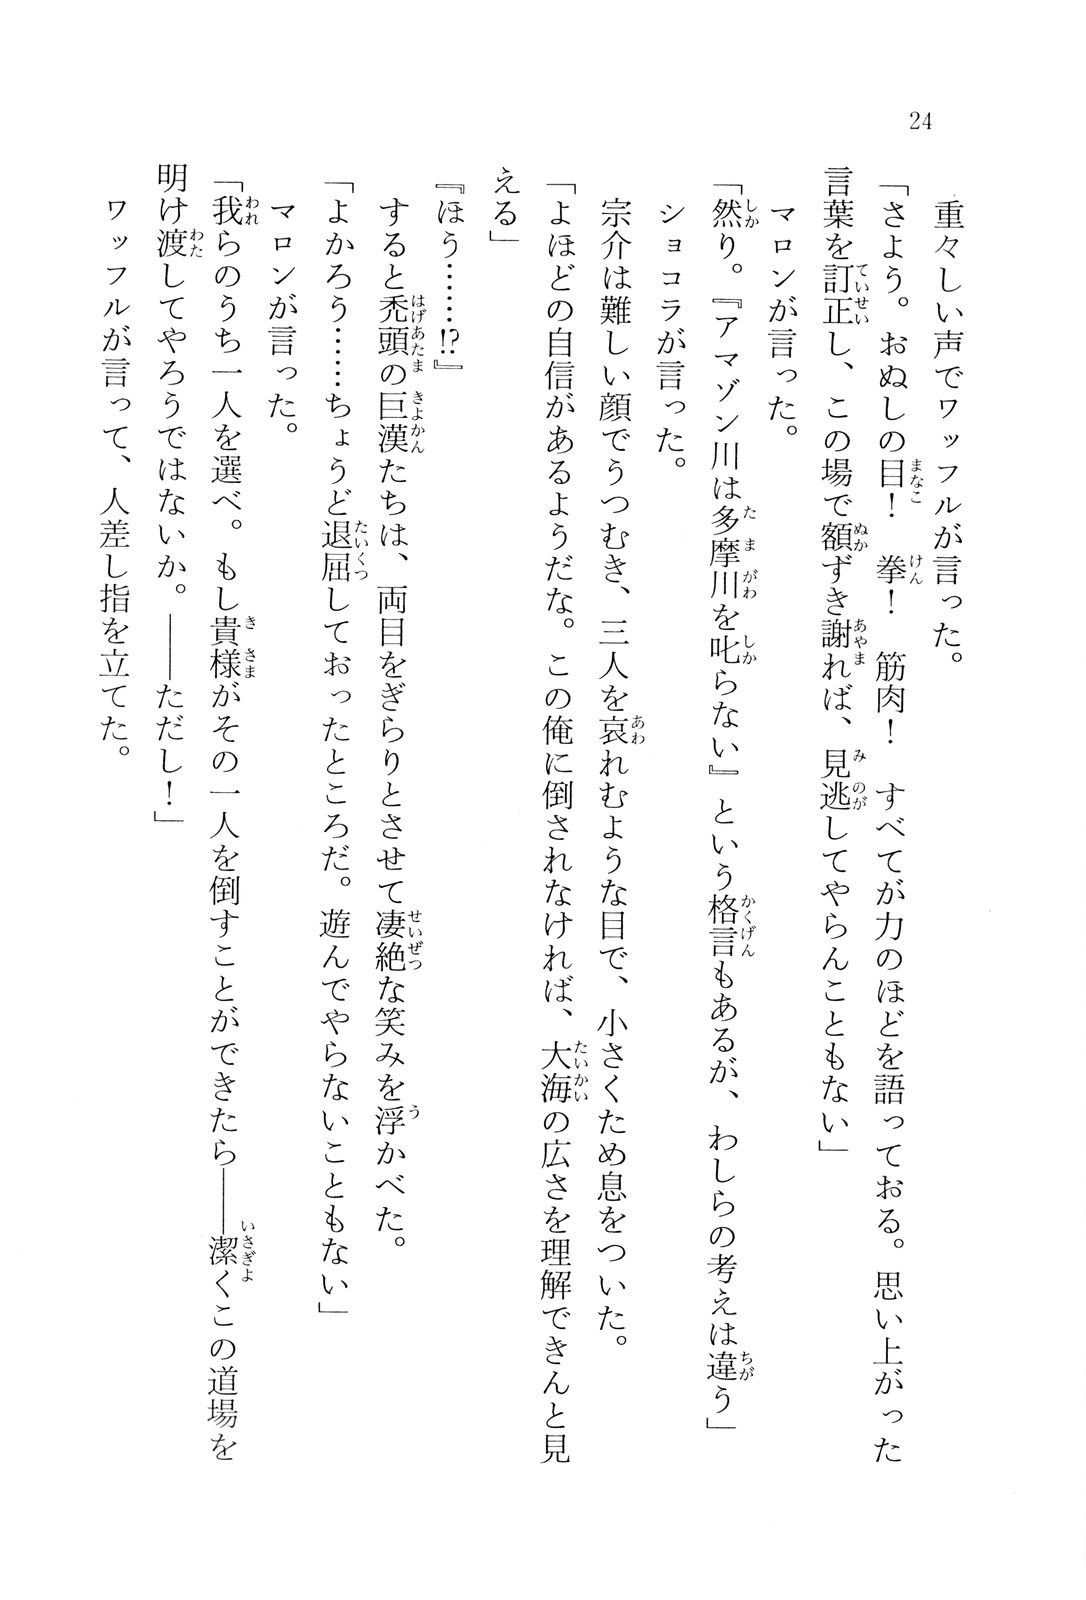 24
重々しい声でワッフルが言った。
「さよう。おぬしの目！　拳！　筋肉！　すべてが力のほどを語っておる。思い上がった
言葉を訂正し、この場で額ずき謝れば、見逃してやらんこともない」
マロンが言った。
「然り。『アマゾン川は多摩川を叱らない』という格言もあるが、わしらの考えは違う」
ショコラが言った。
宗介は難しい顔でうつむき、三人を哀れむような目で、小さくため息をついた。
「よほどの自信があるようだな。この俺に倒されなければ、大海の広さを理解できんと見
える」
『ほう……⁉』
すると禿頭の巨漢たちは、両目をぎらりとさせて凄絶な笑みを浮かべた。
「よかろう……ちょうど退屈しておったところだ。遊んでやらないこともない」
マロンが言った。
「我らのうち一人を選べ。もし貴様がその一人を倒すことができたら――潔くこの道場を
明け渡してやろうではないか。――ただし！」
ワッフルが言って、人差し指を立てた。